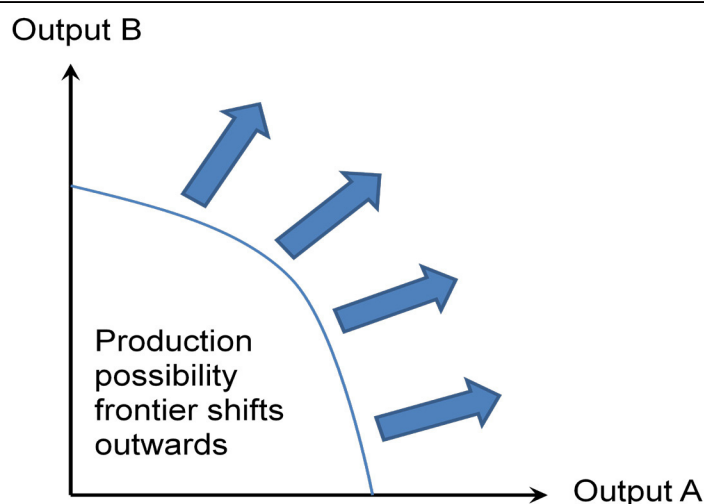 Output B
Production
possibility
frontier shifts
outwards
Output A